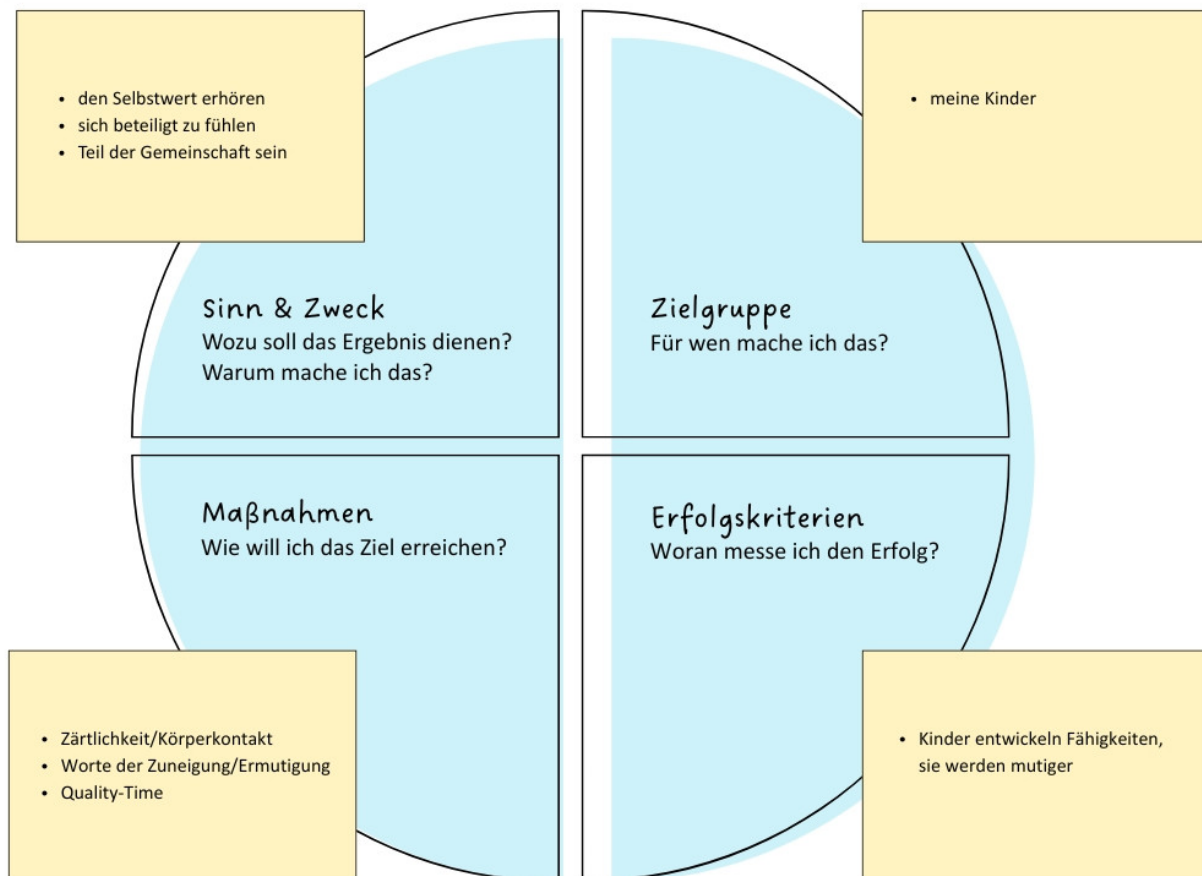 • den Selbstwert erhören
• sich beteiligt zu fühlen
• Teil der Gemeinschaft sein
• meine Kinder
Sinn & Zweck
Wozu soll das Ergebnis dienen?
Warum mache ich das?
Zielgruppe
Für wen mache ich das?
Maßnahmen
Wie will ich das Ziel erreichen?
Erfolgskriterien
Woran messe ich den Erfolg?
• Zärtlichkeit/Körperkontakt
• Worte der Zuneigung/Ermutigung
• Quality-Time
• Kinder entwickeln Fähigkeiten,
sie werden mutiger